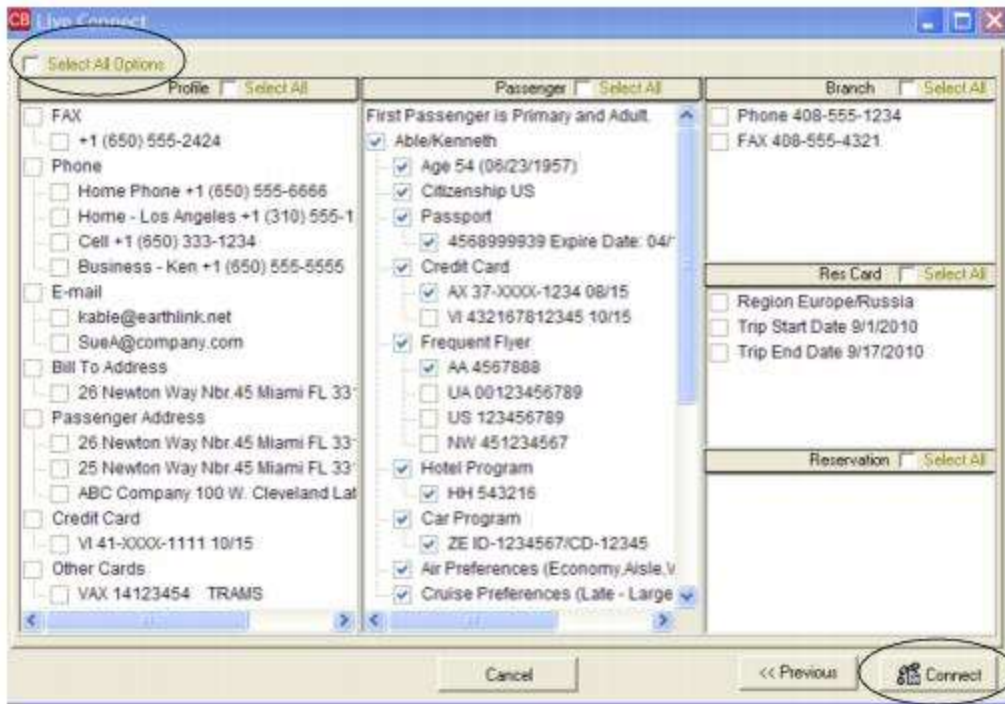 CB Live Connect
Select All Options
Profile Select All
FAX
+1 (650) 555-2424
Phone
Home Phone +1 (650) 555-6666
Home - Los Angeles +1 (310) 555-1
Cell +1 (650) 333-1234
Business - Ken +1 (650) 555-5555
E-mail
kable@earthlink.net
SueA@company.com
Bill To Address
26 Newton Way Nbr.45 Miami FL 33
Passenger Address
26 Newton Way Nbr.45 Miami FL 33
25 Newton Way Nbr.45 Miami FL 33
ABC Company 100 W. Cleveland Lat
Credit Card
VI 41-XXXX-1111 10/15
Other Cards
VAX 14123454 TRAMS
Passenger Select All
First Passenger is Primary and Adult.
Able/Kenneth
Age 54 (06/23/1957)
Citizenship US
Passport
4568999939 Expire Date: 04/
Credit Card
AX 37-XXXX-1234 08/15
VI 432167812345 10/15
Frequent Flyer
AA 4567888
UA 00123456789
US 123456789
NW 451234567
Hotel Program
HH 543216
Car Program
ZE ID-1234567/CD-12345
Air Preferences (Economy,Aisle,V
Cruise Preferences (Late - Large
Branch Select All
Phone 408-555-1234
FAX 408-555-4321
Res Card Select All
Region Europe/Russia
Trip Start Date 9/1/2010
Trip End Date 9/17/2010
Reservation Select All
Cancel
<< Previous
Connect